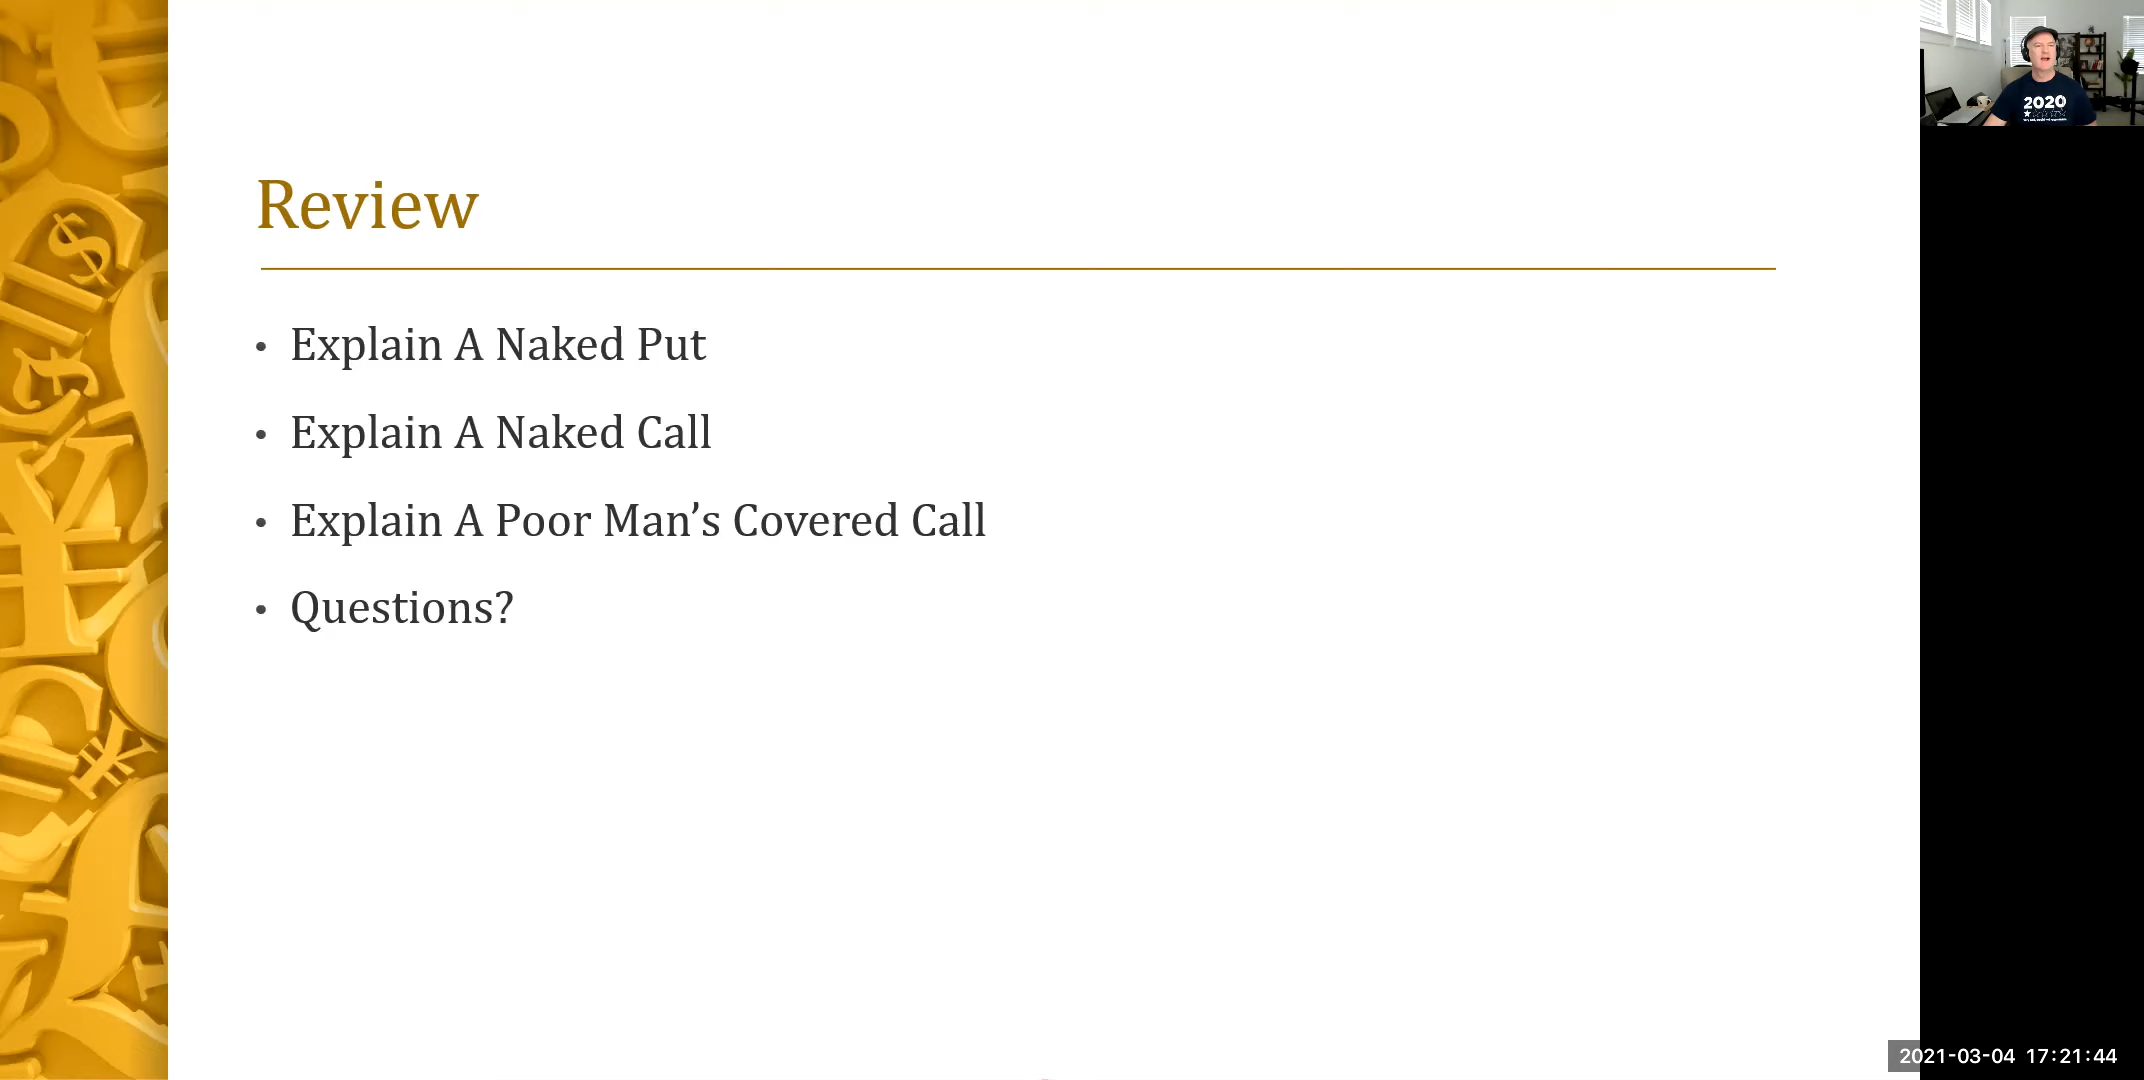 Review
• Explain A Naked Put
• Explain A Naked Call
• Explain A Poor Man’s Covered Call
• Questions?
2020
2021-03-04 17:21:44